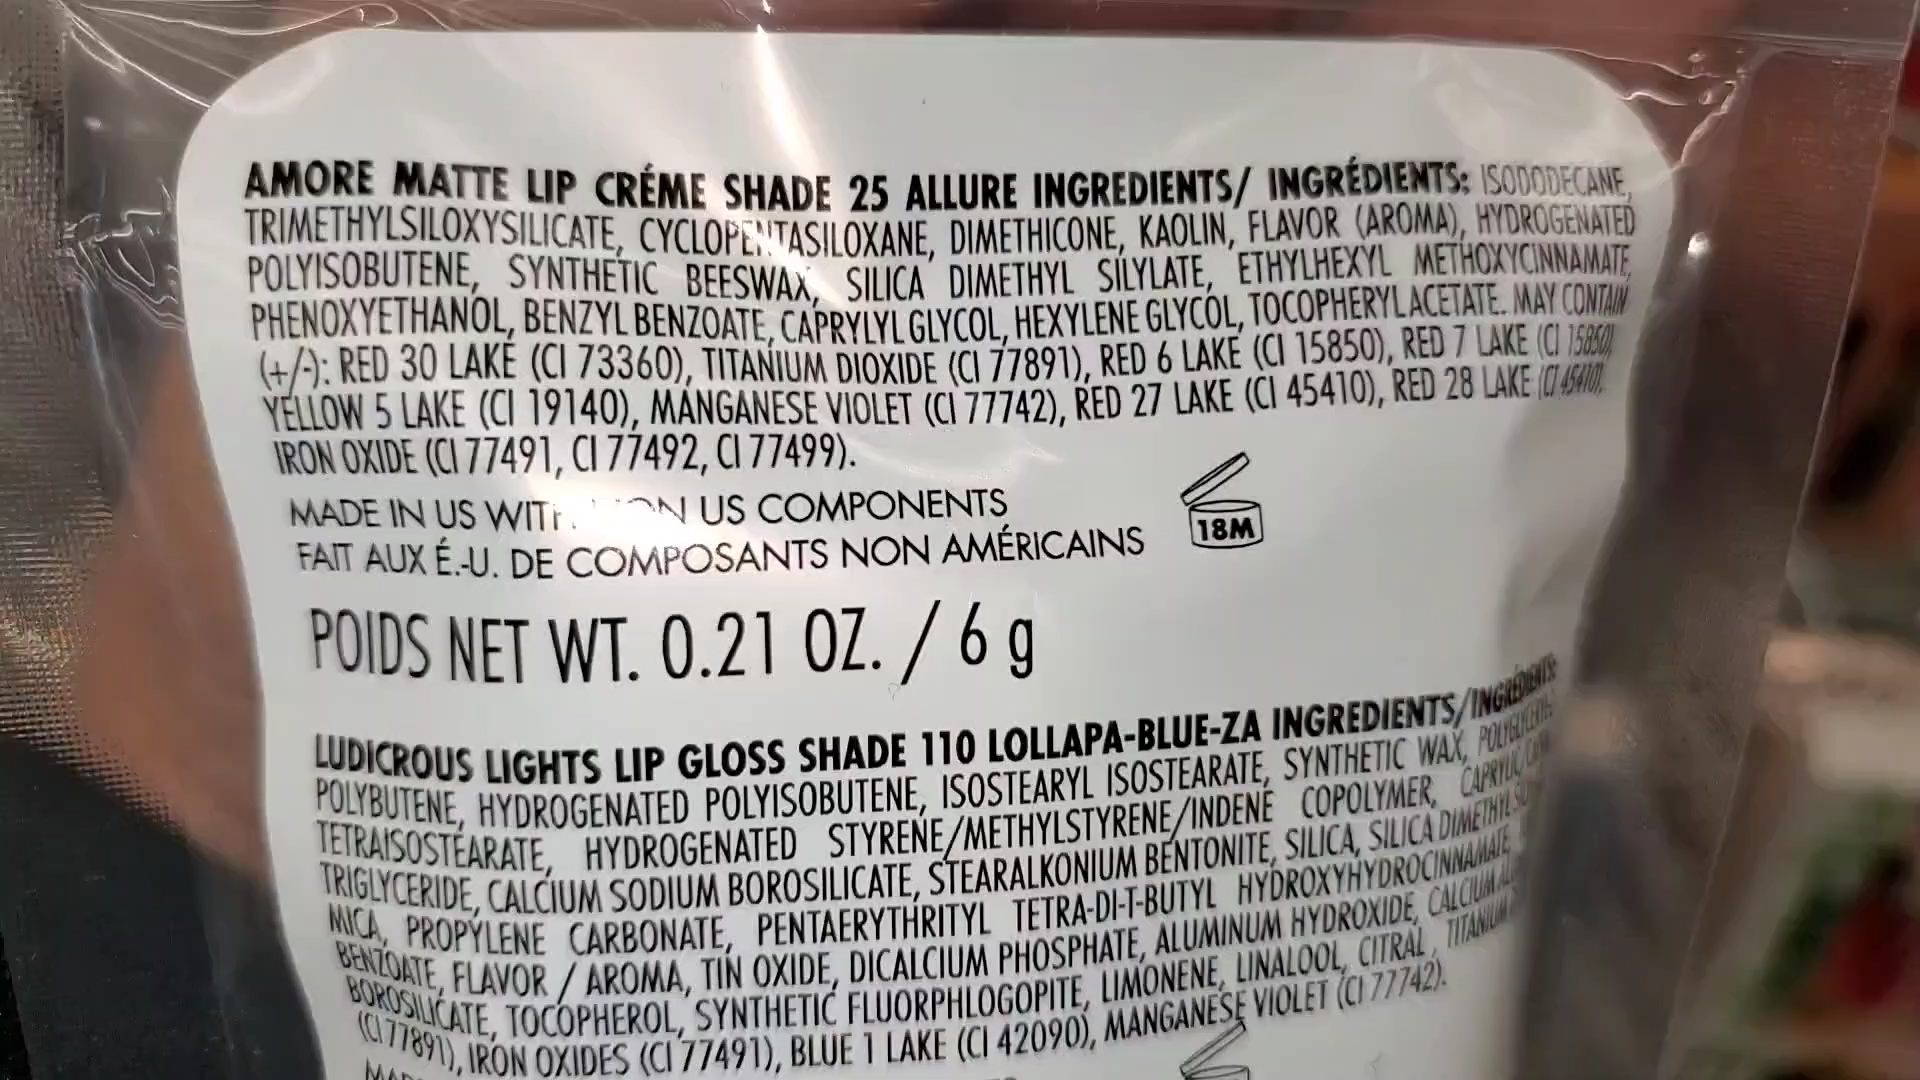 AMORE MATTE LIP CRÉME SHADE 25 ALLURE INGREDIENTS/ INGRÉDIENTS: ISODODECANE,
TRIMETHYLSILOXYSILICATE, CYCLOPENTASILOXANE, DIMETHICONE, KAOLIN, FLAVOR (AROMA), HYDROGENATED
POLYISOBUTENE, SYNTHETIC BEESWAX, SILICA DIMETHYL SILYLATE, ETHYLHEXYL METHOXYCINNAMATE,
PHENOXYETHANOL, BENZYL BENZOATE, CAPRYLYL GLYCOL, HEXYLENE GLYCOL, TOCOPHERYL ACETATE. MAY CONTAIN
(+/-): RED 30 LAKE (CI 73360), TITANIUM DIOXIDE (CI 77891), RED 6 LAKE (CI 15850), RED 7 LAKE (CI 15850),
YELLOW 5 LAKE (CI 19140), MANGANESE VIOLET (CI 77742), RED 27 LAKE (CI 45410), RED 28 LAKE (CI 45410),
IRON OXIDE (CI 77491, CI 77492, CI 77499).
MADE IN US US COMPONENTS
FAIT AUX É.-U. DE COMPOSANTS NON AMÉRICAINS
18M
POIDS NET WT. 0.21 OZ. / 6 g
LUDICROUS LIGHTS LIP GLOSS SHADE 110 LOLLAPA-BLUE-ZA INGREDIENTS/INGRÉDIENTS:
POLYBUTENE, HYDROGENATED POLYISOBUTENE, ISOSTEARYL ISOSTEARATE, SYNTHETIC WAX,
TETRAISOSTEARATE, HYDROGENATED STYRENE/METHYLSTYRENE/INDENE COPOLYMER,
TRIGLYCERIDE, CALCIUM SODIUM BOROSILICATE, STEARALKONIUM BENTONITE, SILICA, SILICA
MICA, PROPYLENE CARBONATE, PENTAERYTHRITYL TETRA-DI-T-BUTYL HYDROXYHYDROCINNAMATE,
BENZOATE, FLAVOR / AROMA, TIN OXIDE, DICALCIUM PHOSPHATE, ALUMINUM HYDROXIDE, CALCIUM
BOROSILICATE, TOCOPHEROL, SYNTHETIC FLUORPHLOGOPITE, LIMONENE, LINALOOL, CITRAL, TITANIUM
(CI 77891), IRON OXIDES (CI 77491), BLUE 1 LAKE (CI 42090), MANGANESE VIOLET (CI 77742).